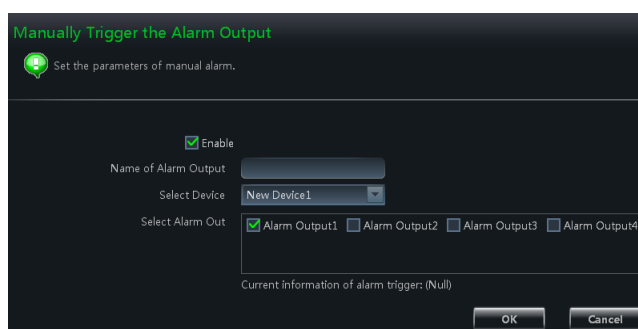 Manually Trigger the Alarm Output
Set the parameters of manual alarm.
Enable
Name of Alarm Output
Select Device New Device1
Select Alarm Out Alarm Output1 Alarm Output2 Alarm Output3 Alarm Output4
Current information of alarm trigger: (Null)
OK Cancel